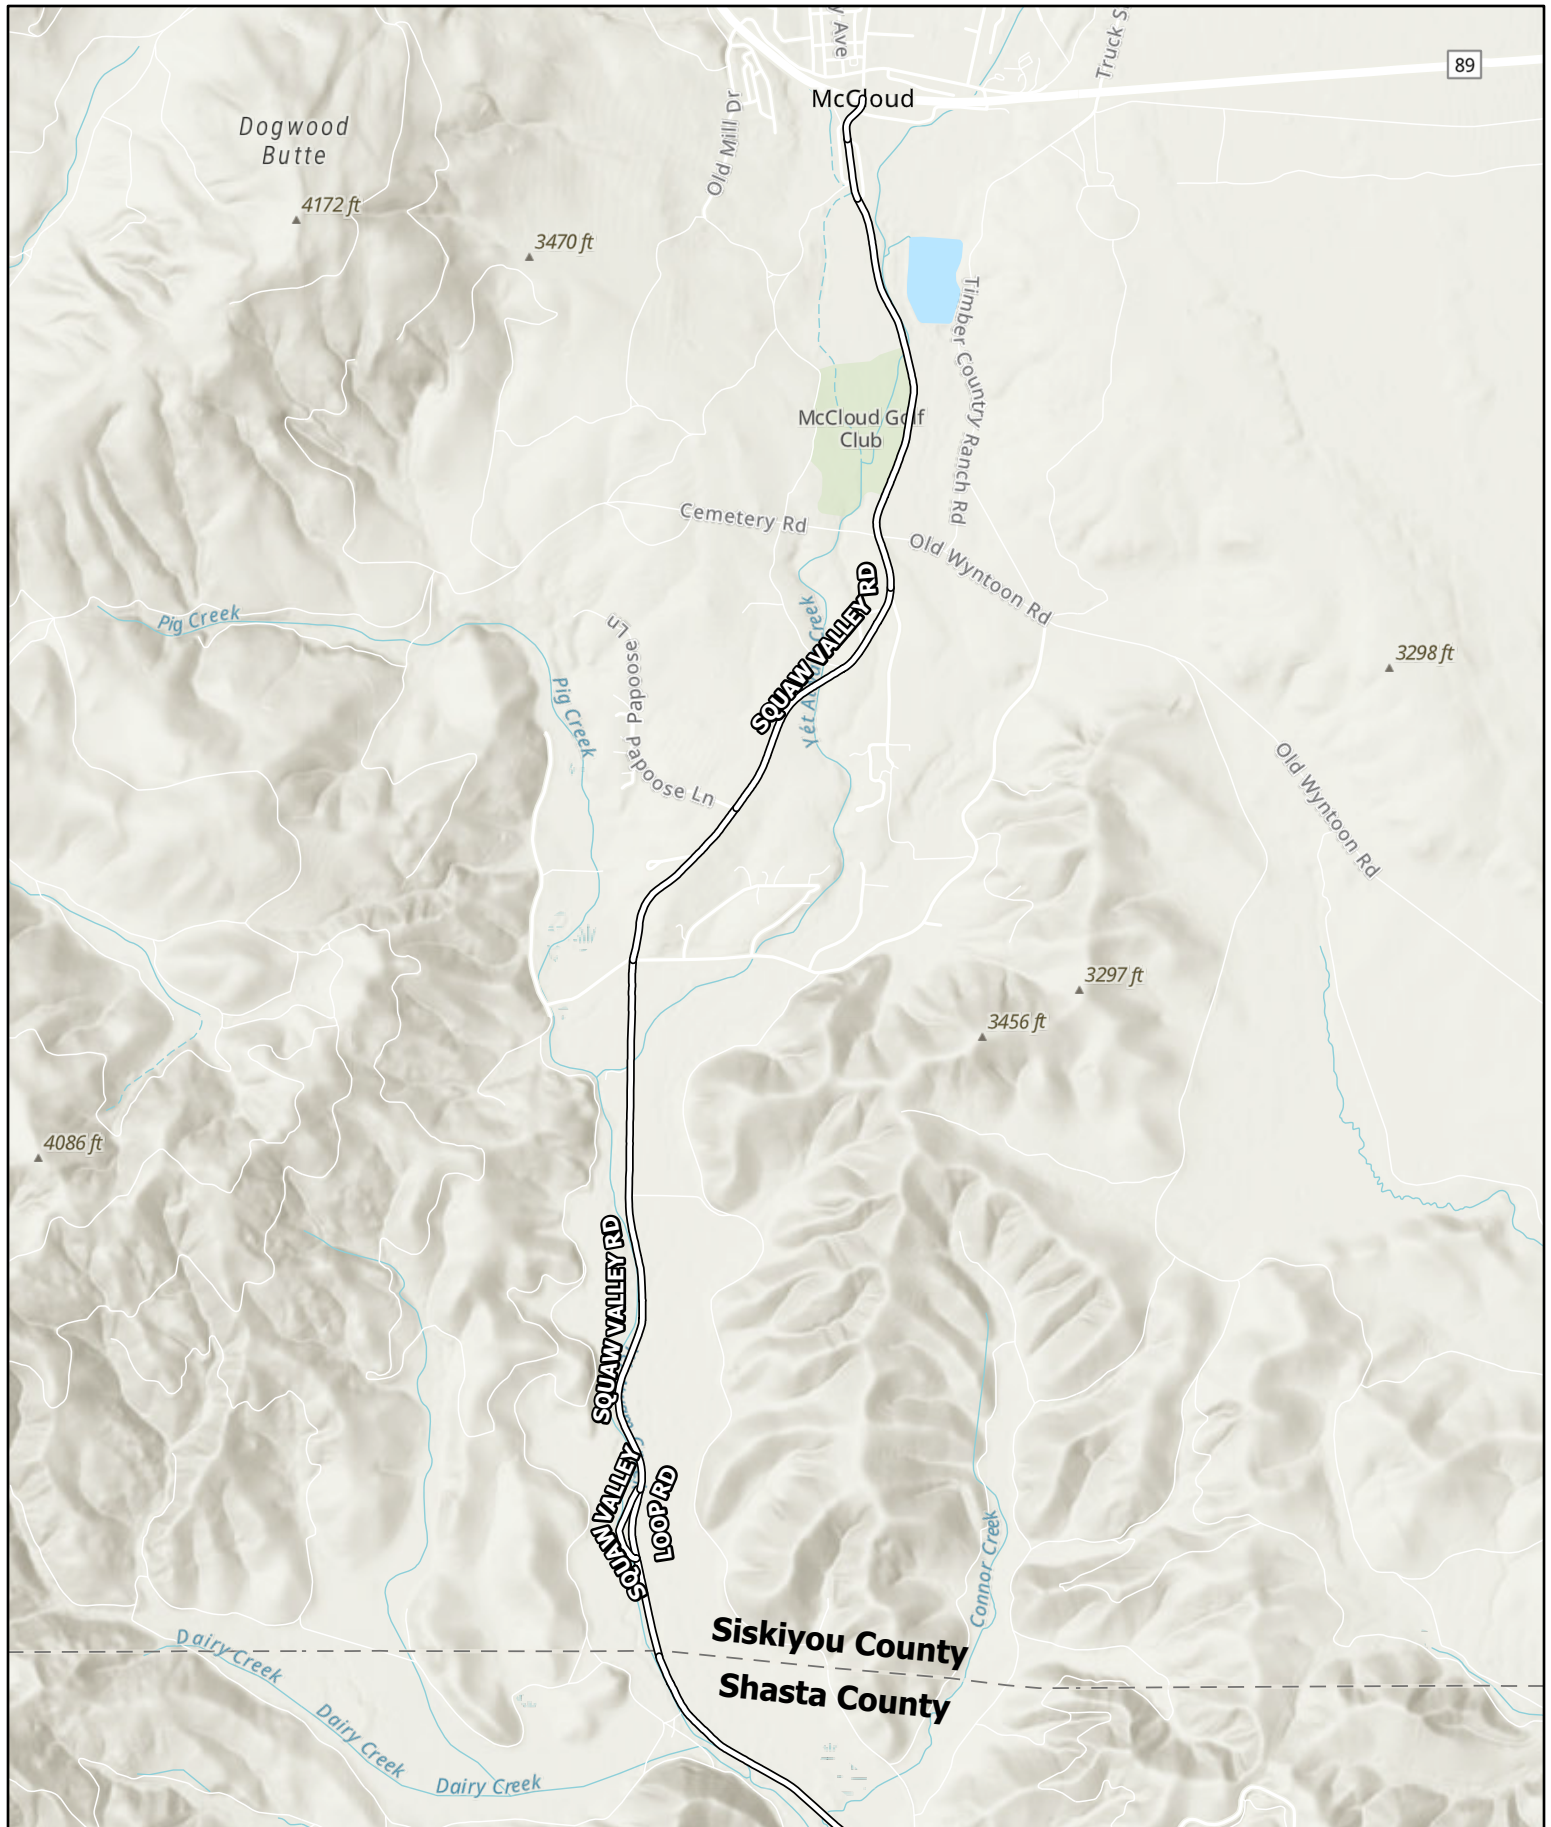 y Ave
Truck S
89
McCloud
Old Mill Dr
Dogwood
Butte
4172 ft
3470 ft
Timber Country Ranch Rd
McCloud Golf
Club
Cemetery Rd
Old Wyntoon Rd
SQUAW VALLEY RD
Creek
Pig Creek
Papoose Ln
3298 ft
Pig Creek
Papoose Ln
Old Wyntoon Rd
3297 ft
3456 ft
4086 ft
SQUAW VALLEY RD
SQUAW VALLEY
LOOP RD
Connor Creek
Siskiyou County
Shasta County
Dairy Creek
Dairy Creek
Dairy Creek